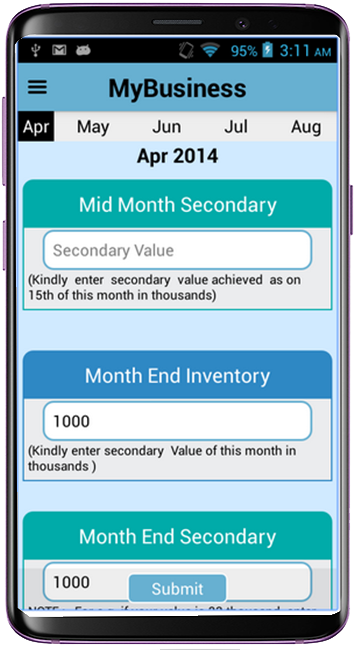 95% 3:11 AM
MyBusiness
Apr May Jun Jul Aug
Apr 2014
Mid Month Secondary
Secondary Value
(Kindly enter secondary value achieved as on
15th of this month in thousands)
Month End Inventory
1000
(Kindly enter secondary Value of this month in
thousands )
Month End Secondary
1000
Submit